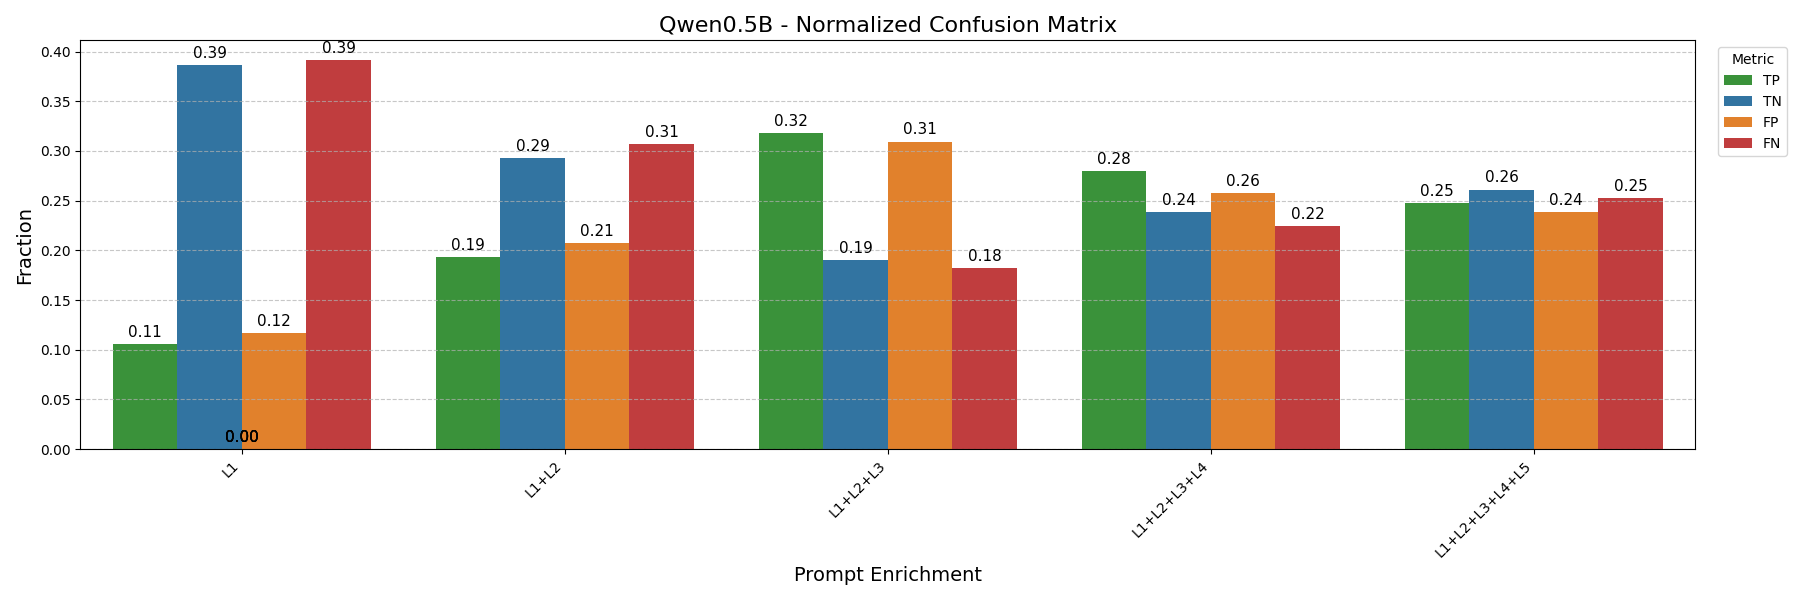 Qwen0.5B - Normalized Confusion Matrix
Fraction
0.40
0.35
0.30
0.25
0.20
0.15
0.10
0.05
0.00
0.11
0.39
0.12
0.39
0.00
0.19
0.29
0.21
0.31
0.32
0.19
0.31
0.18
0.28
0.24
0.26
0.22
0.25
0.26
0.24
0.25
L1
L1+L2
L1+L2+L3
L1+L2+L3+L4
L1+L2+L3+L4+L5
Prompt Enrichment
Metric
TP
TN
FP
FN